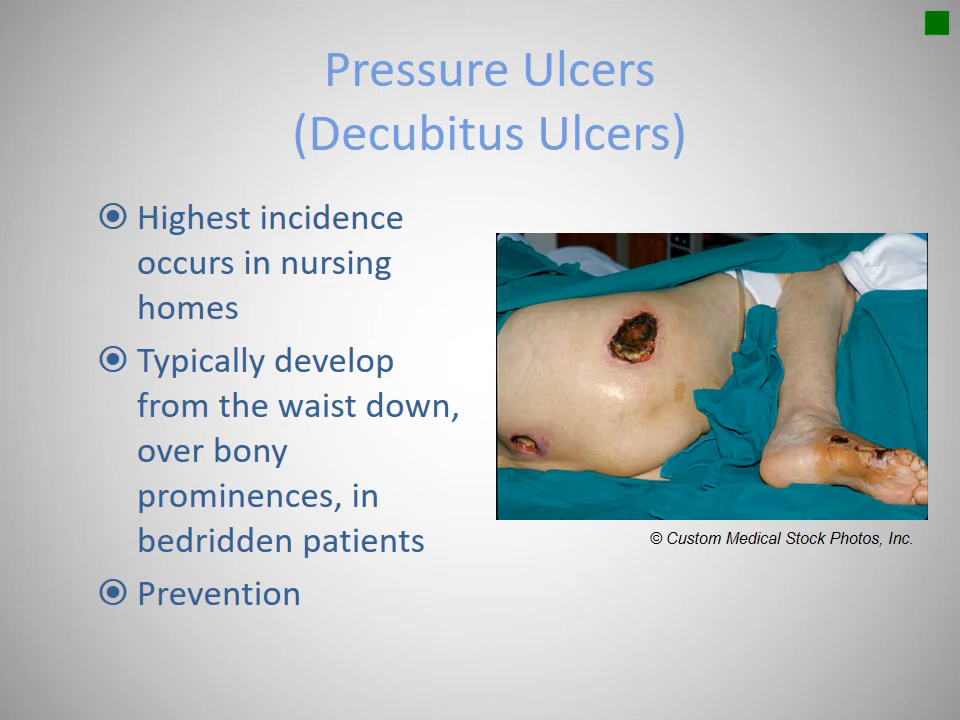 Pressure Ulcers
(Decubitus Ulcers)
Highest incidence
occurs in nursing
homes
Typically develop
from the waist down,
over bony
prominences, in
bedridden patients
Prevention
© Custom Medical Stock Photos, Inc.